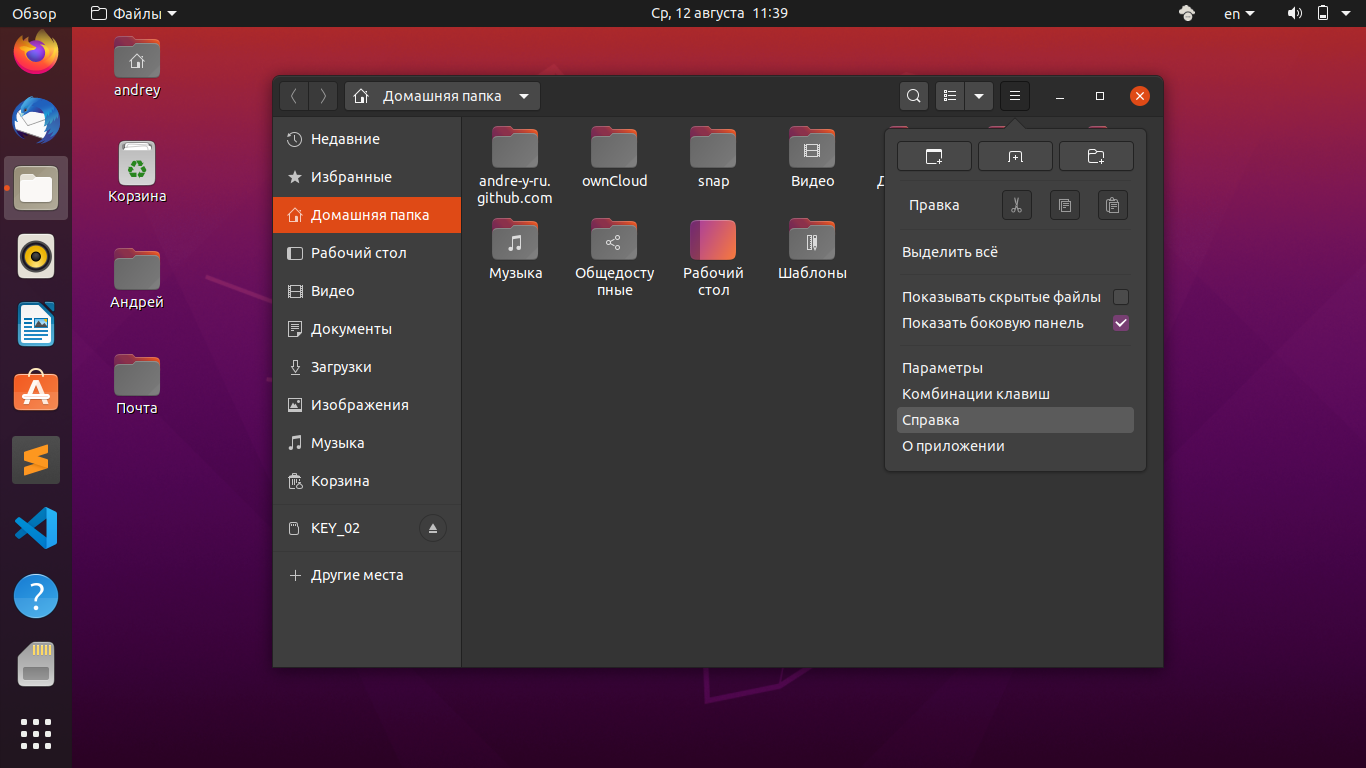 Обзор
Файлы
Ср, 12 августа 11:39
en
andrey
Корзина
Андрей
Почта
Домашняя папка
Недавние
Избранные
Домашняя папка
Рабочий стол
Видео
Документы
Загрузки
Изображения
Музыка
Корзина
KEY_02
Другие места
andre-y-ru.
github.com
ownCloud
snap
Видео
Музыка
Общедосту
пные
Рабочий
стол
Шаблоны
Правка
Выделить всё
Показывать скрытые файлы
Показать боковую панель
Параметры
Комбинации клавиш
Справка
О приложении